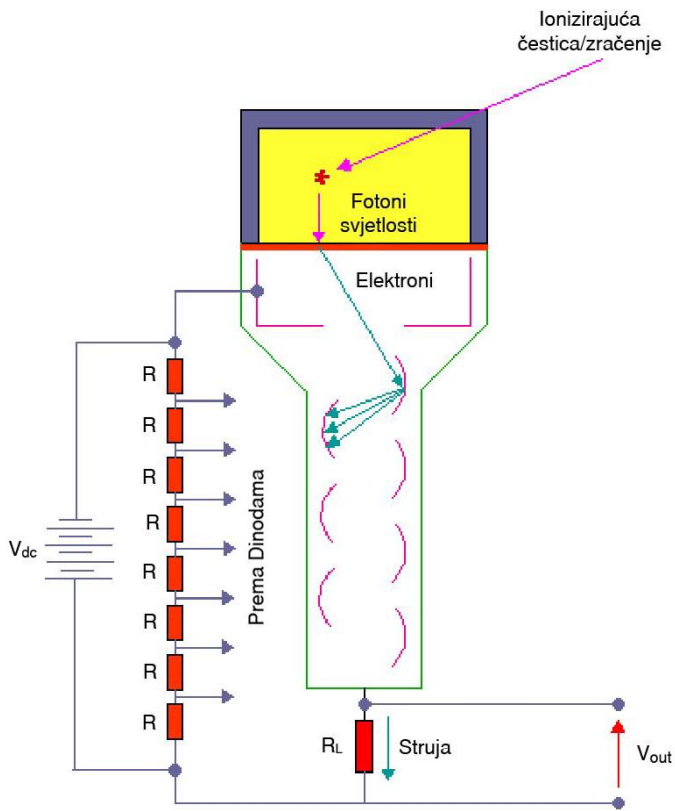 Ionizirajuća
čestica/zračenje
Fotoni
svjetlosti
Elektroni
R
R
R
R
R
R
R
R
Vdc
Prema Dinodama
RL
Struja
Vout